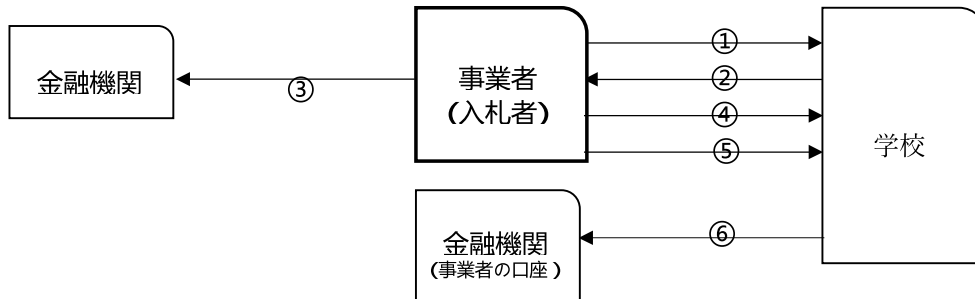 ①
②
③
④
⑤
⑥
金融機関
事業者
(入札者)
学校
金融機関
(事業者の口座)